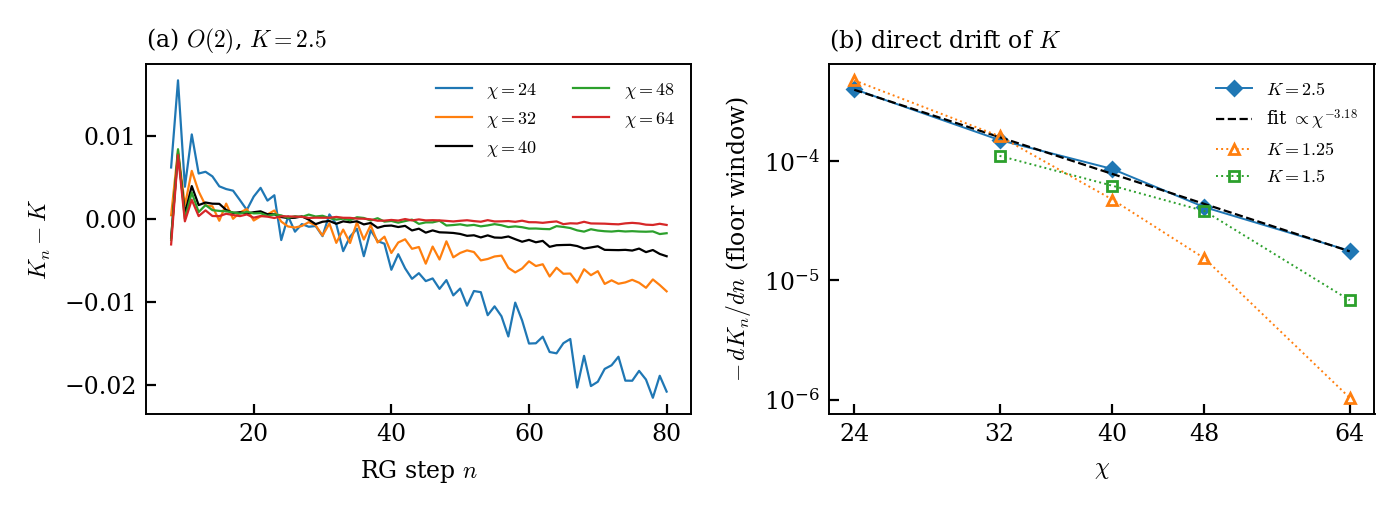 (a) O(2), K = 2.5
χ = 24
χ = 32
χ = 40
χ = 48
χ = 64
0.01
0.00
−0.01
−0.02
K_n − K
20
40
60
80
RG step n
(b) direct drift of K
K = 2.5
fit ∝ χ^{−3.18}
K = 1.25
K = 1.5
10^{−4}
10^{−5}
10^{−6}
−dK_n/dn (floor window)
24
32
40
48
64
χ